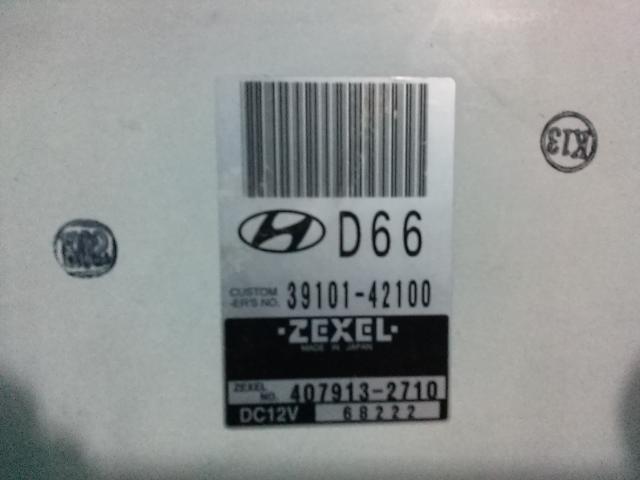 D66
CUSTOM
-ER'S NO. 39101-42100
·ZEXEL·
MADE IN JAPAN
ZEXEL
NO. 407913-2710
DC12V 68222
K13